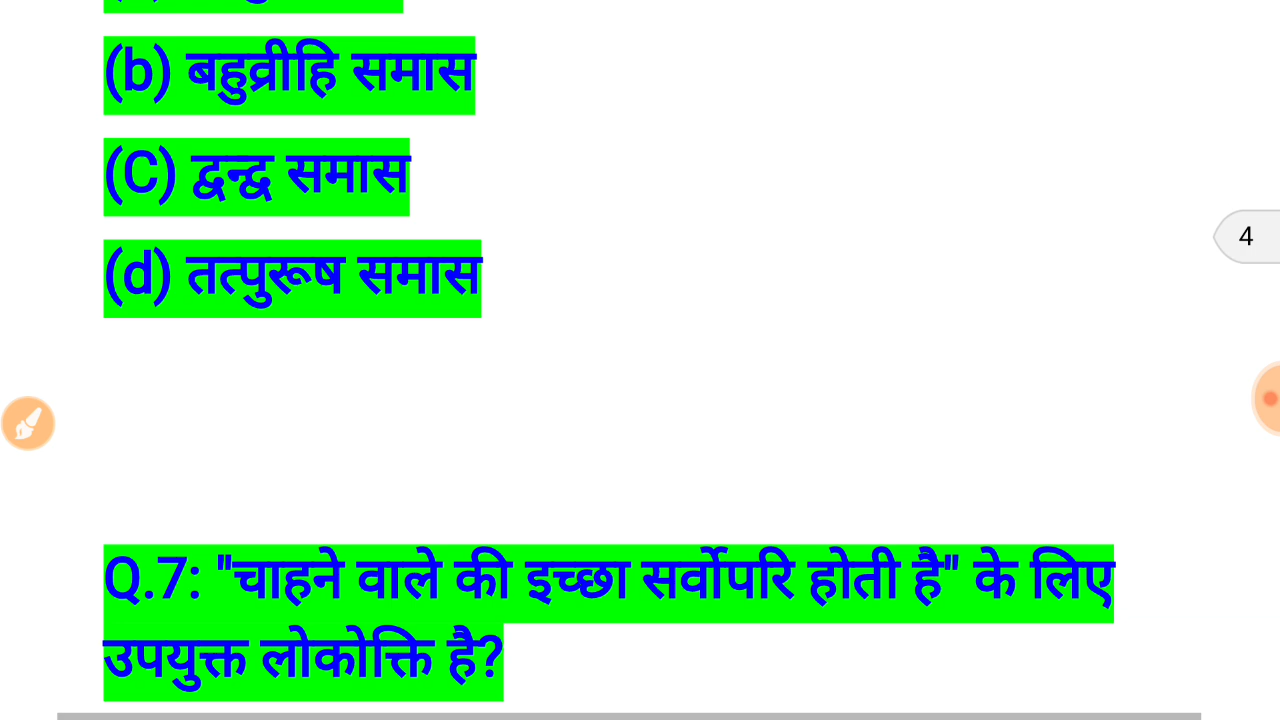 (b) बहुव्रीहि समास
(C) द्वन्द्व समास
(d) तत्पुरूष समास
4
Q.7: "चाहने वाले की इच्छा सर्वोपरि होती है" के लिए
उपयुक्त लोकोक्ति है?